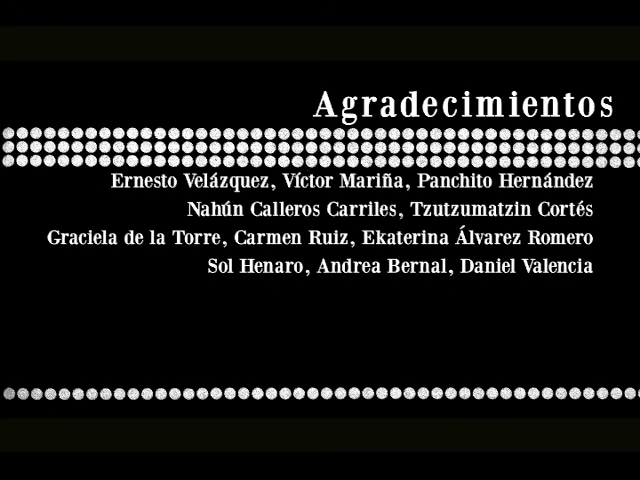 Agradecimientos
Ernesto Velázquez, Víctor Mariña, Panchito Hernández
Nahún Calleros Carriles, Tzutzumatzin Cortés
Graciela de la Torre, Carmen Ruiz, Ekaterina Álvarez Romero
Sol Henaro, Andrea Bernal, Daniel Valencia